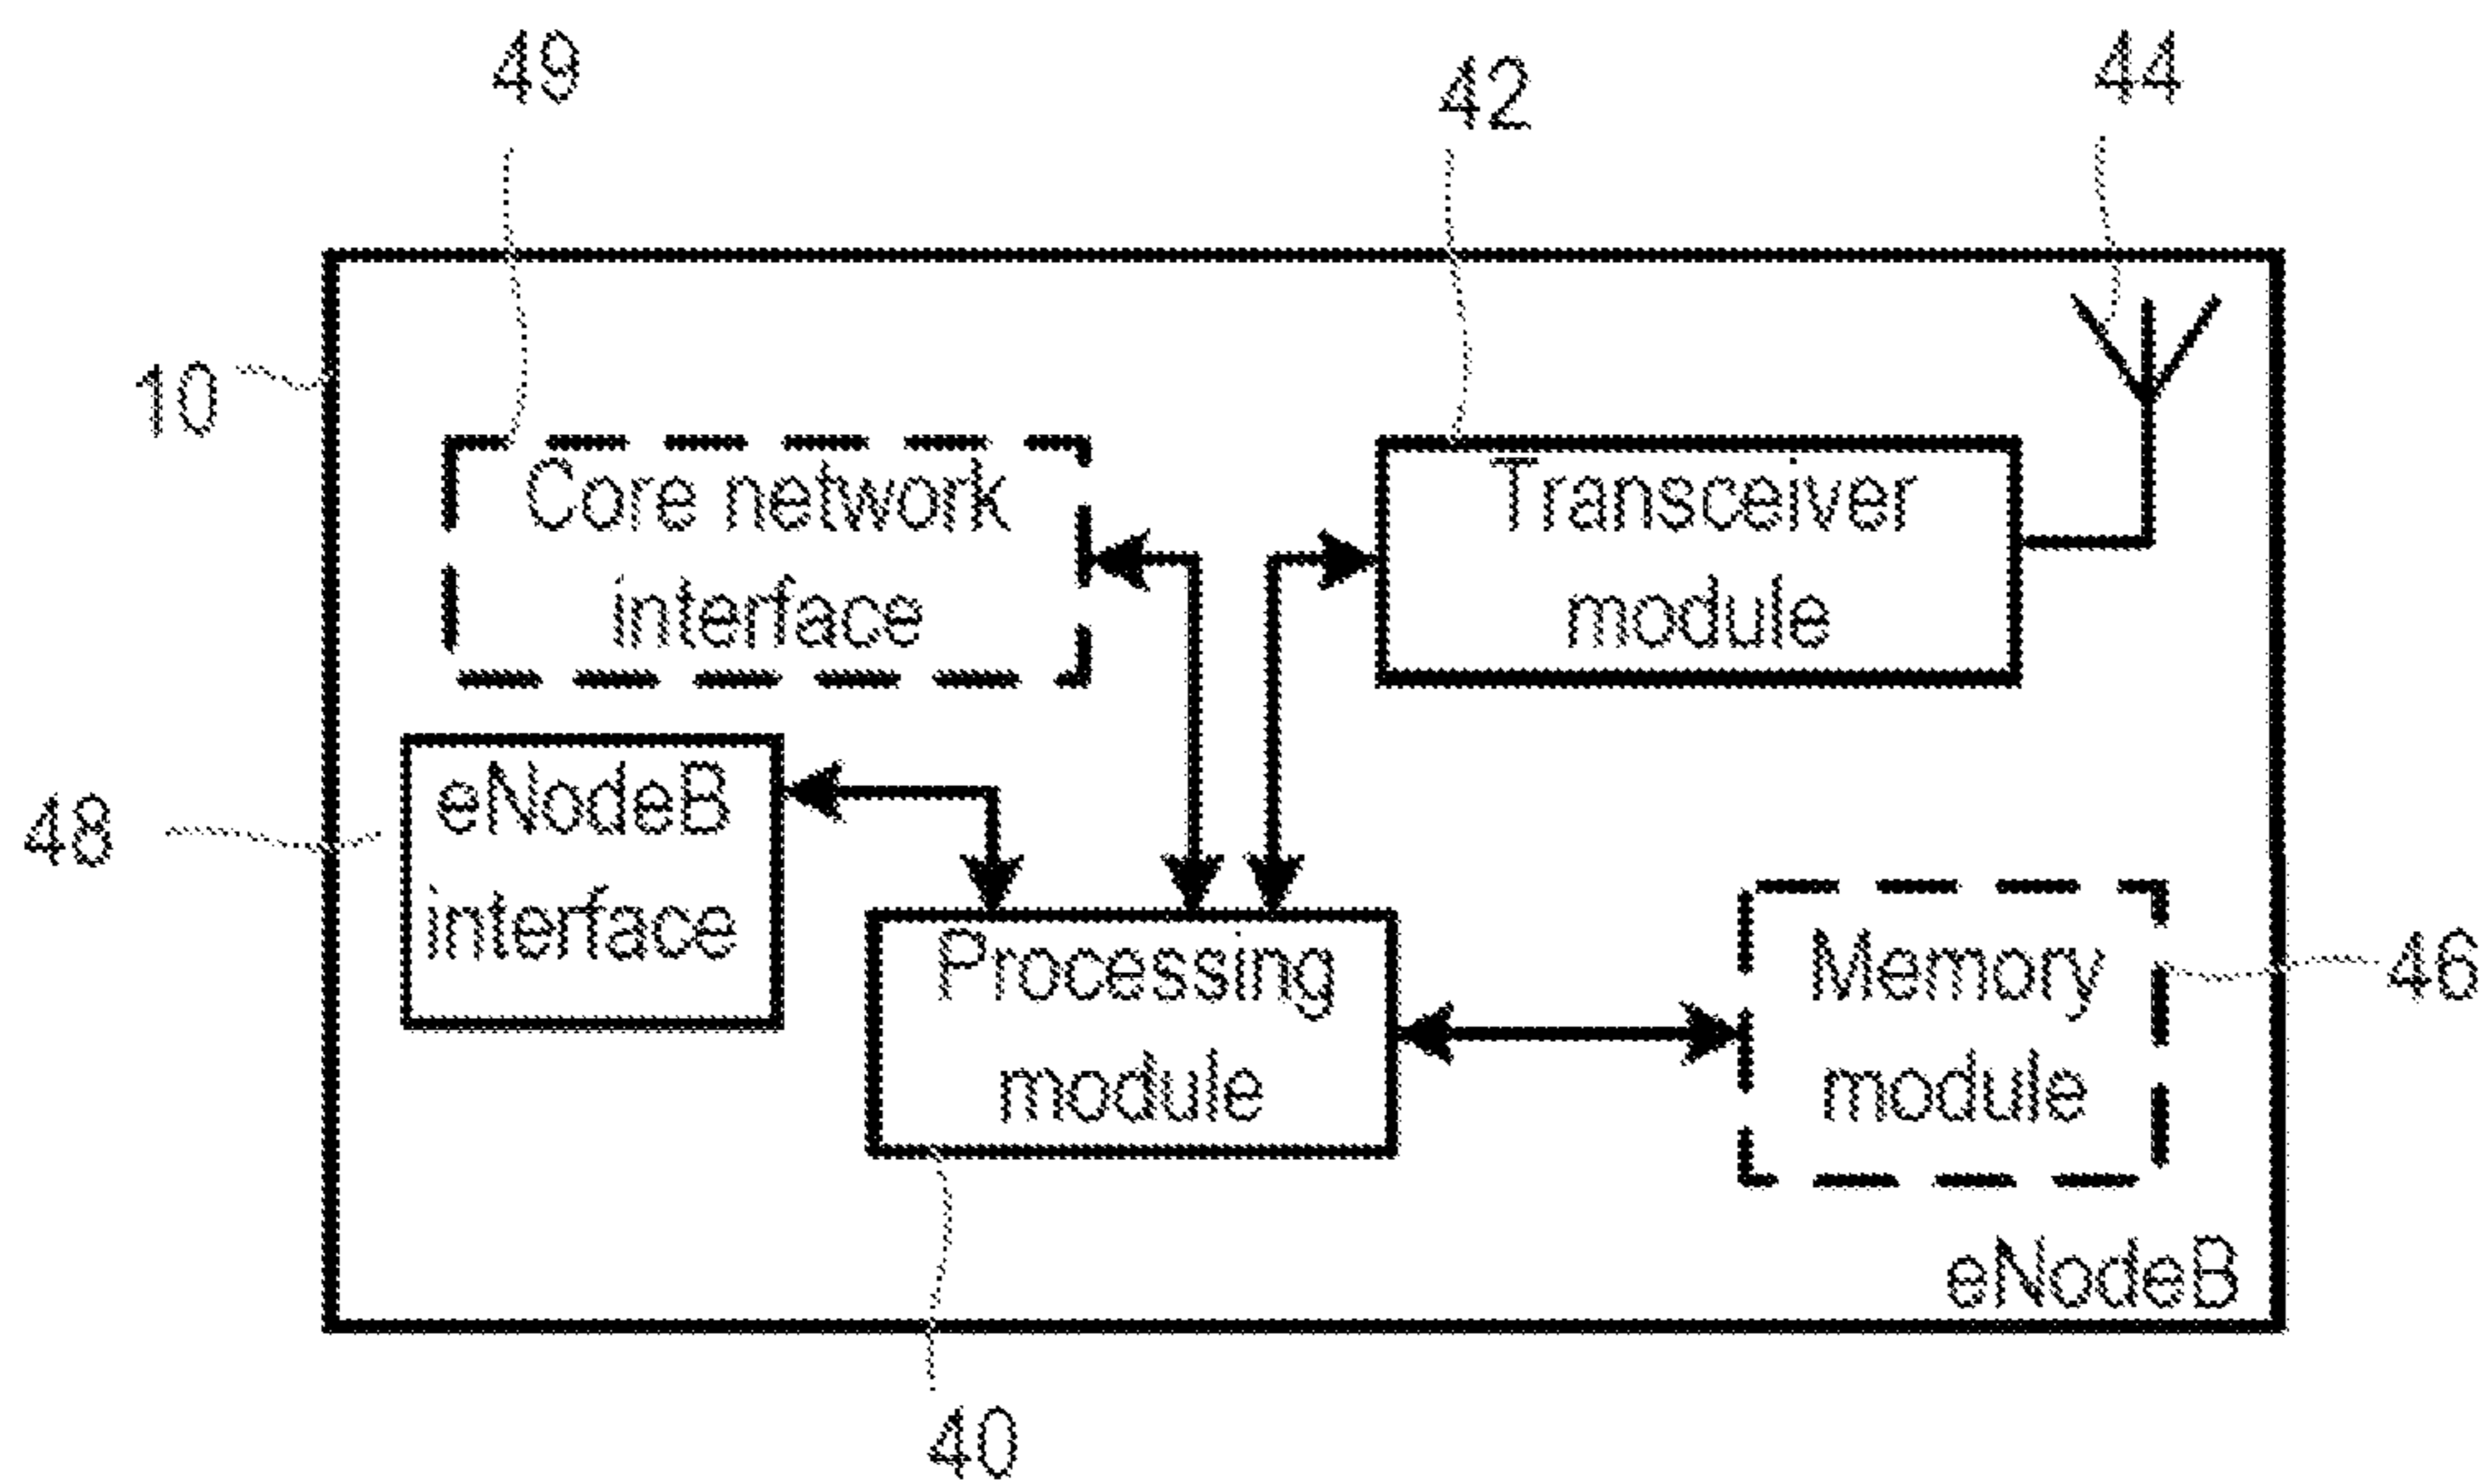 49
42
44
10
Core network
interface
Transceiver
module
48
eNodeB
interface
Processing
module
Memory
module
46
eNodeB
40